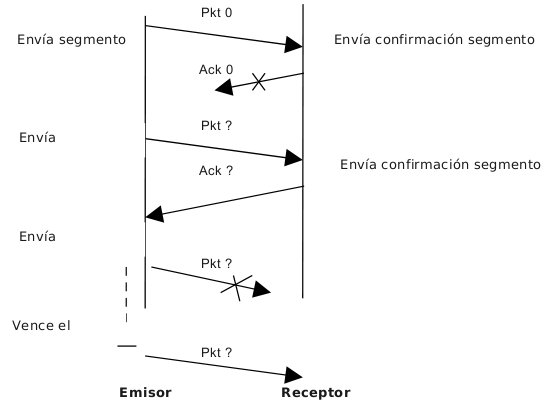 Pkt 0
Envía segmento
Envía confirmación segmento
Ack 0
Pkt ?
Envía
Envía confirmación segmento
Ack ?
Envía
Pkt ?
Vence el
Pkt ?
Emisor
Receptor